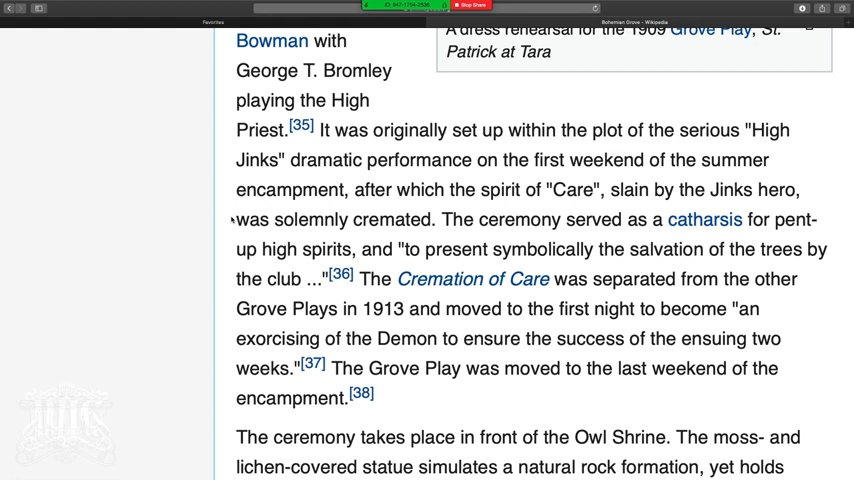 ID: 947-1754-2536
Stop Share
Favorites
Bohemian Grove - Wikipedia
A dress rehearsal for the 1909 Grove Play, St.
Patrick at Tara
Bowman with
George T. Bromley
playing the High
Priest.[35] It was originally set up within the plot of the serious "High
Jinks" dramatic performance on the first weekend of the summer
encampment, after which the spirit of "Care", slain by the Jinks hero,
was solemnly cremated. The ceremony served as a catharsis for pent-
up high spirits, and "to present symbolically the salvation of the trees by
the club ..."[36] The Cremation of Care was separated from the other
Grove Plays in 1913 and moved to the first night to become "an
exorcising of the Demon to ensure the success of the ensuing two
weeks."[37] The Grove Play was moved to the last weekend of the
encampment.[38]
The ceremony takes place in front of the Owl Shrine. The moss- and
lichen-covered statue simulates a natural rock formation, yet holds